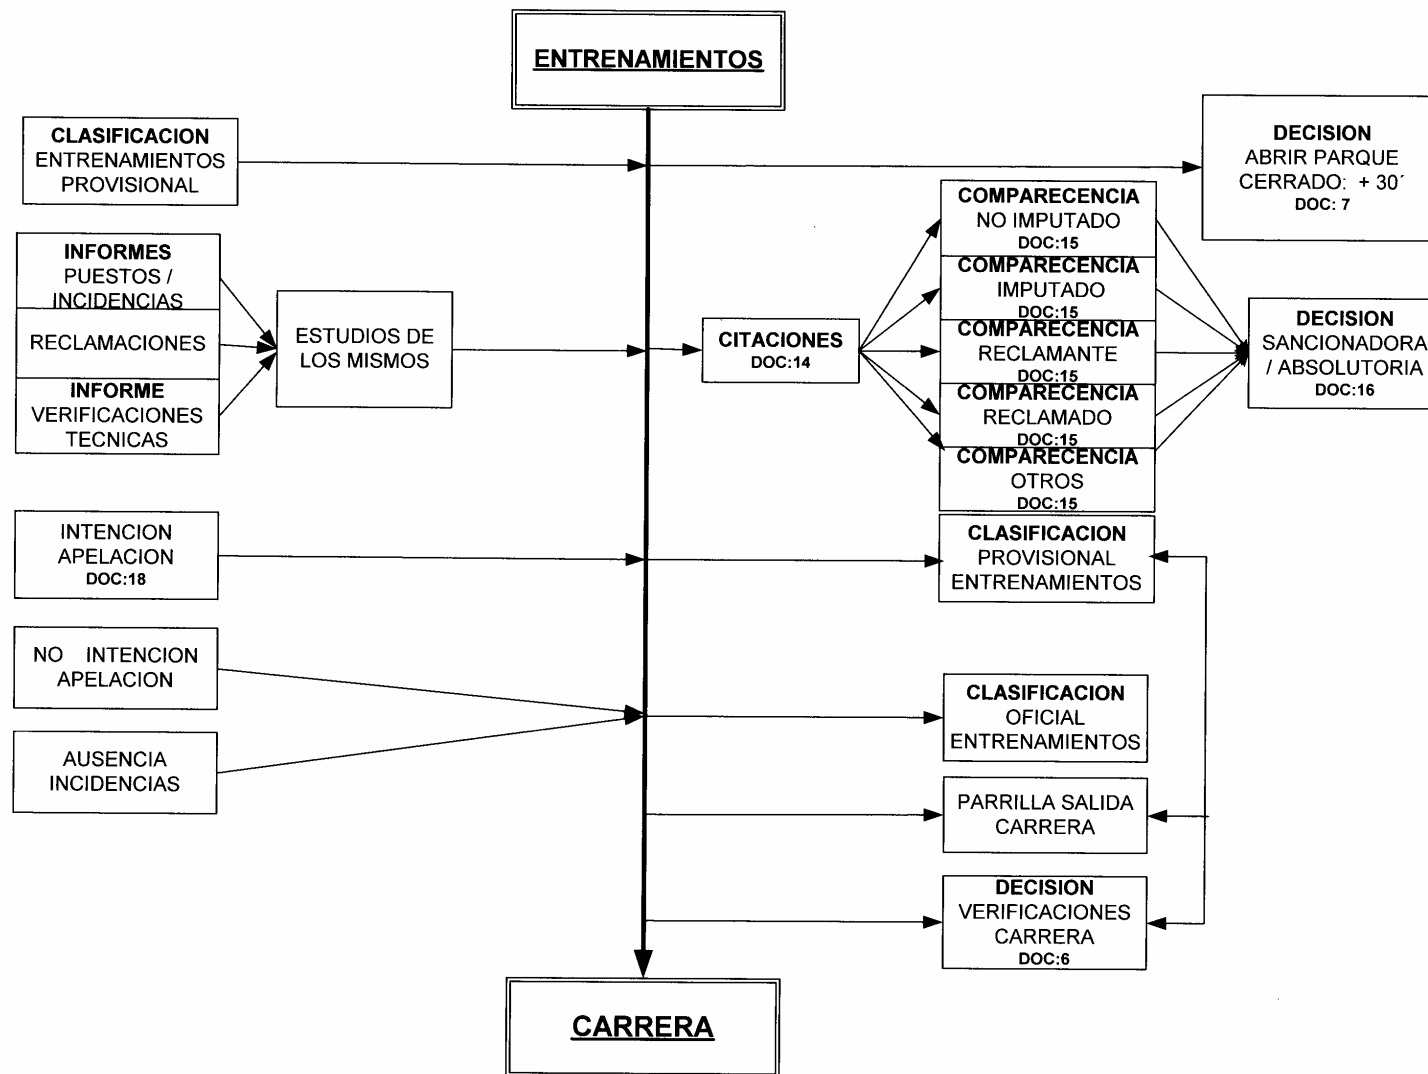 ENTRENAMIENTOS
CLASIFICACION
ENTRENAMIENTOS
PROVISIONAL
DECISION
ABRIR PARQUE
CERRADO: + 30´
DOC: 7
INFORMES
PUESTOS /
INCIDENCIAS
RECLAMACIONES
INFORME
VERIFICACIONES
TECNICAS
ESTUDIOS DE
LOS MISMOS
CITACIONES
DOC:14
COMPARECENCIA
NO IMPUTADO
DOC:15
COMPARECENCIA
IMPUTADO
DOC:15
COMPARECENCIA
RECLAMANTE
DOC:15
COMPARECENCIA
RECLAMADO
DOC:15
COMPARECENCIA
OTROS
DOC:15
DECISION
SANCIONADORA
/ ABSOLUTORIA
DOC:16
INTENCION
APELACION
DOC:18
CLASIFICACION
PROVISIONAL
ENTRENAMIENTOS
NO INTENCION
APELACION
AUSENCIA
INCIDENCIAS
CLASIFICACION
OFICIAL
ENTRENAMIENTOS
PARRILLA SALIDA
CARRERA
DECISION
VERIFICACIONES
CARRERA
DOC:6
CARRERA